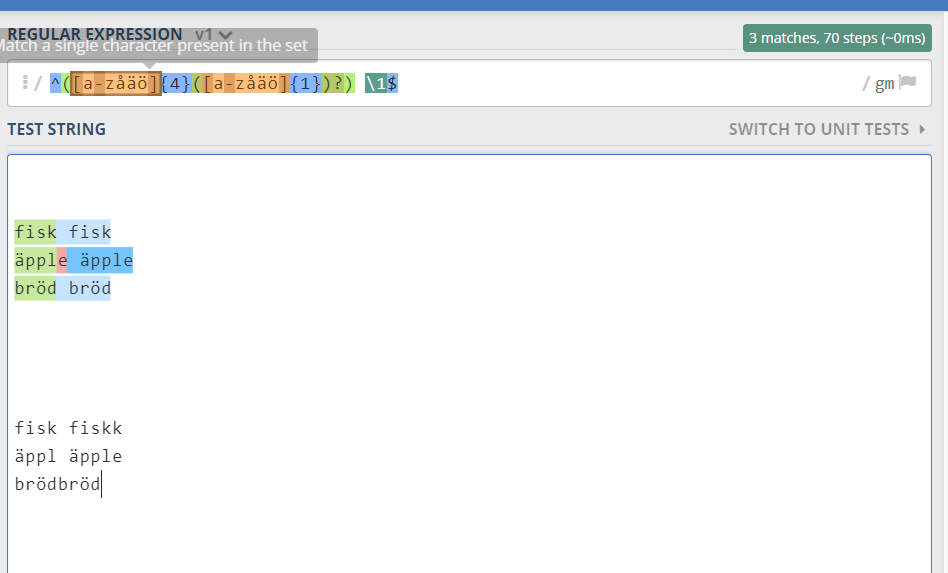 REGULAR EXPRESSION v1
Match a single character present in the set
3 matches, 70 steps (~0ms)
/ ^([a-zåäö]{4}([a-zåäö]{1})?) \1$ / gm
TEST STRING
SWITCH TO UNIT TESTS
fisk fisk
äpple äpple
bröd bröd
fisk fiskk
äppl äpple
brödbröd